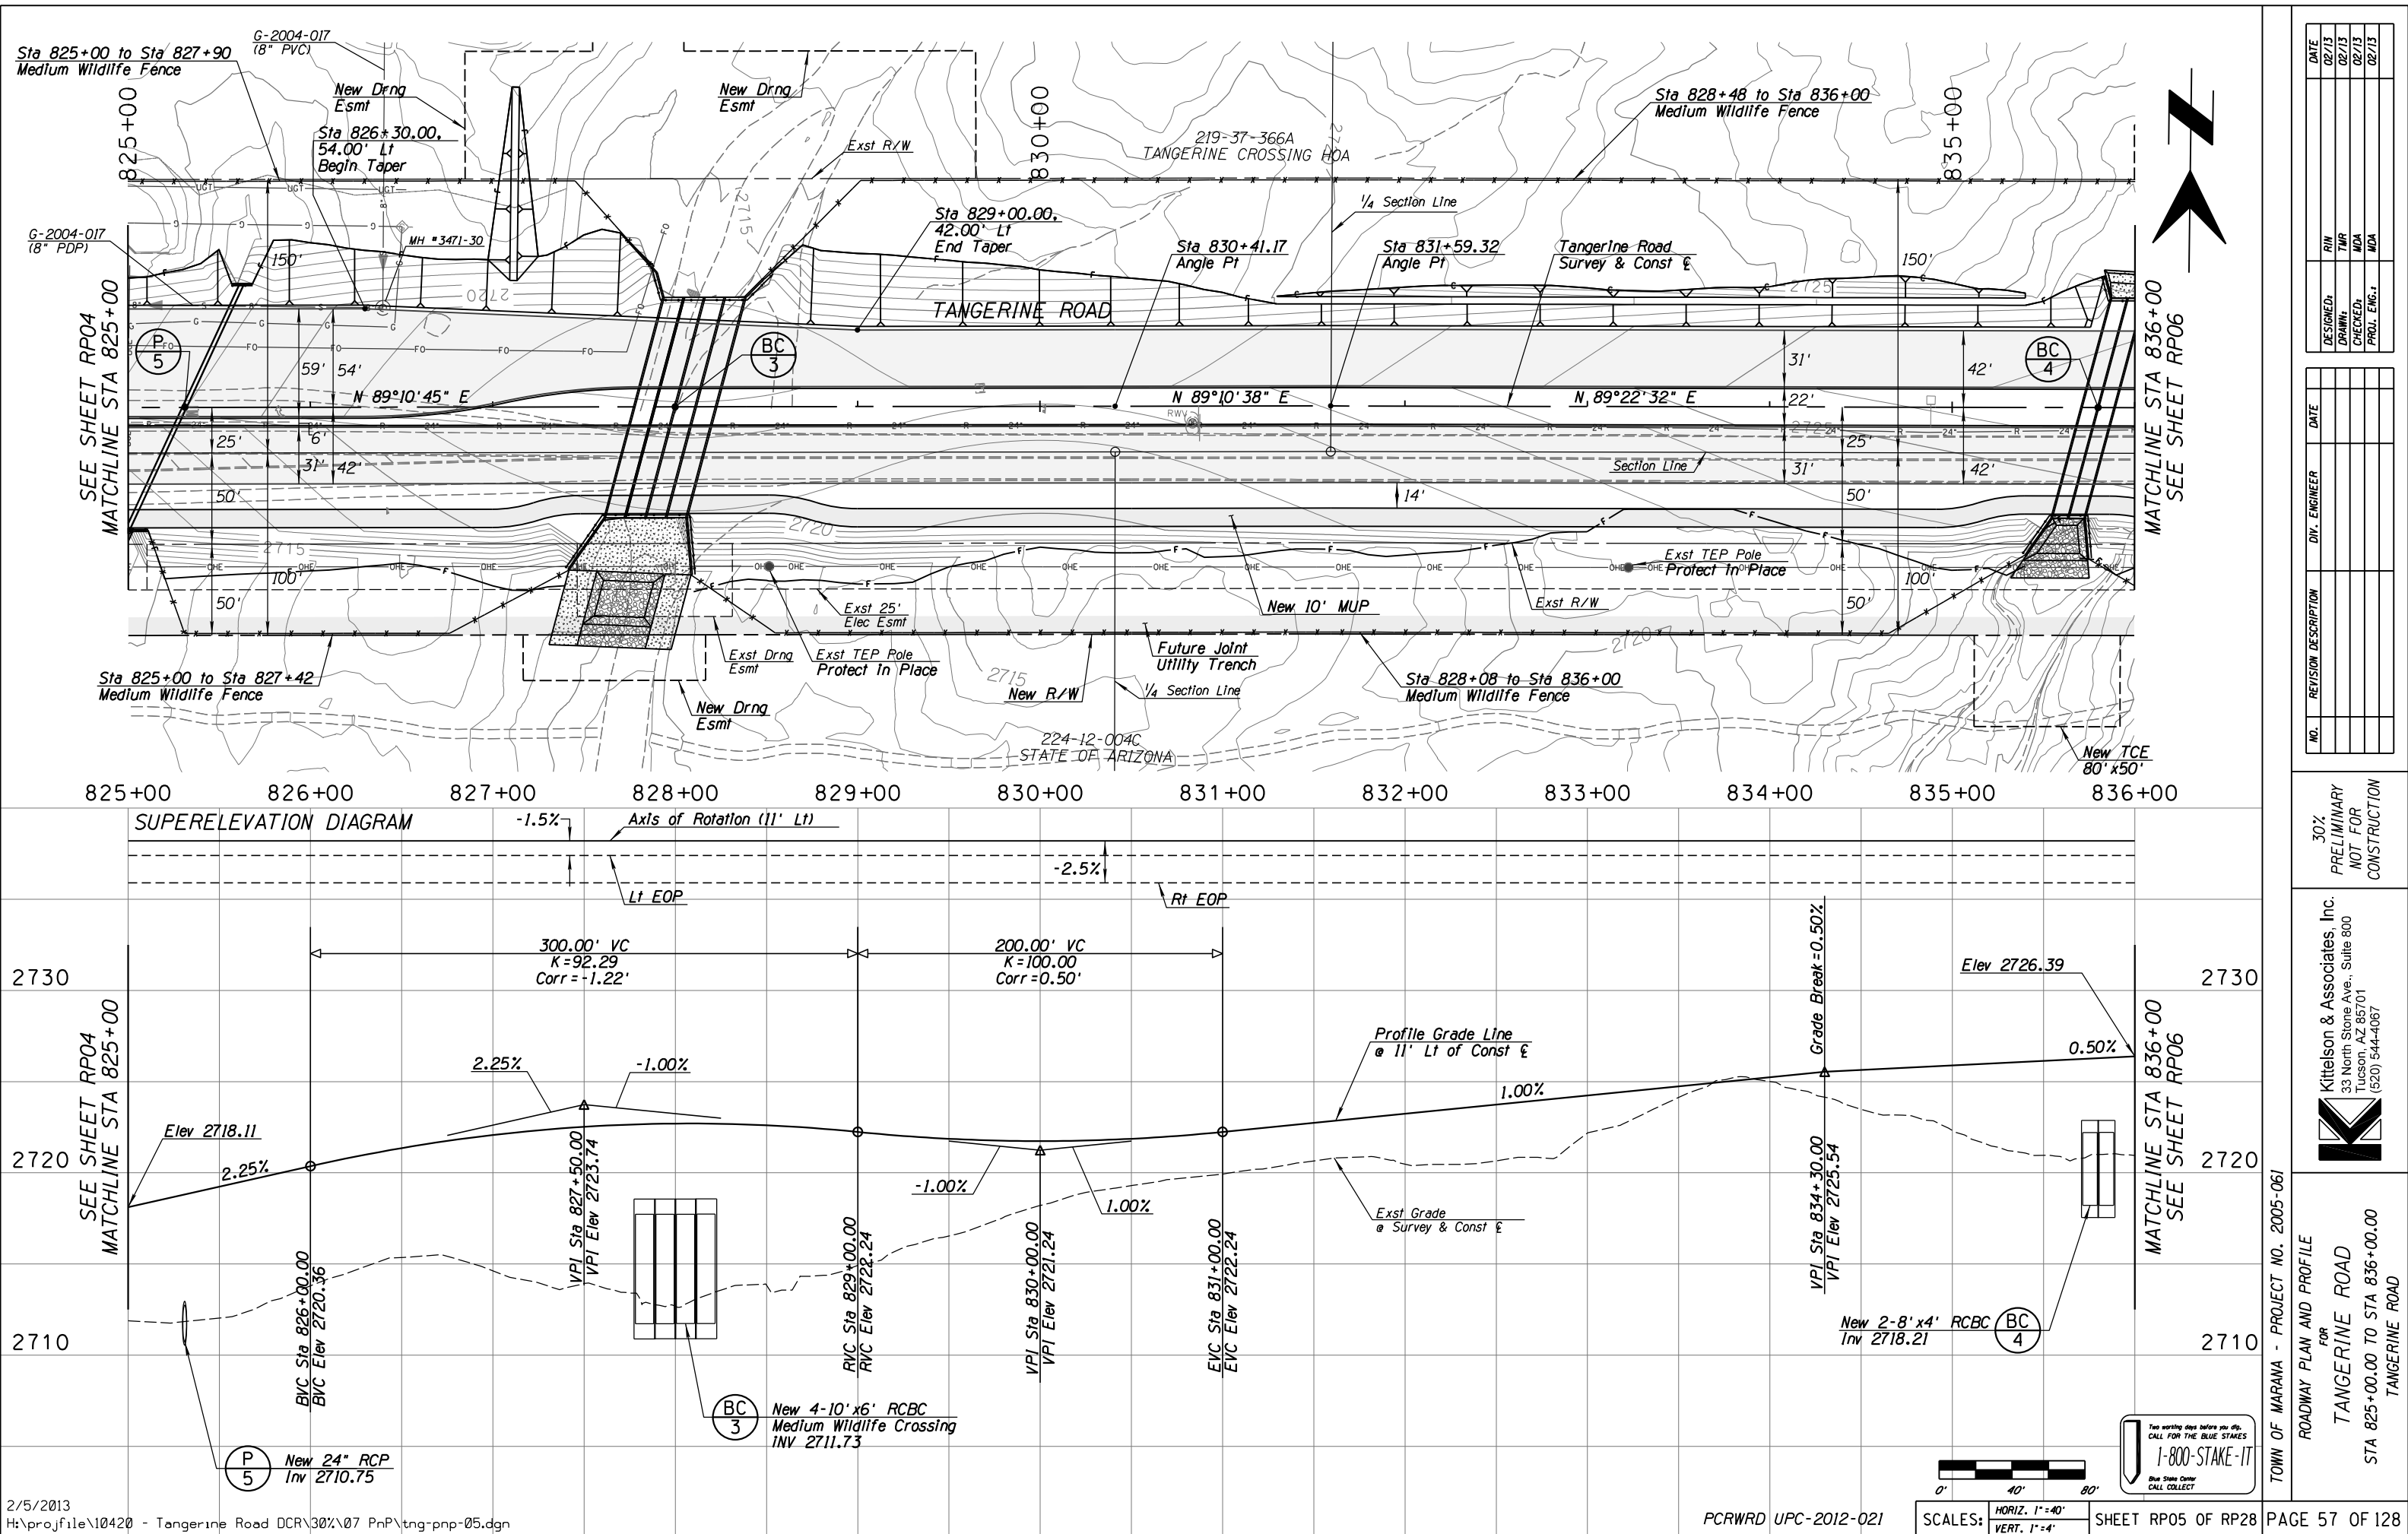 Sta 825+00 to Sta 827+90
Medium Wildlife Fence
G-2004-017
(8" PVC)
825+00
New Drng
Esmt
Sta 826+30.00,
54.00' Lt
Begin Taper
New Drng
Esmt
Exst R/W
830+00
219-37-366A
TANGERINE CROSSING HOA
Sta 828+48 to Sta 836+00
Medium Wildlife Fence
835+00
N
G-2004-017
(8" PDP)
MH #3471-30
150'
2720
2715
Sta 829+00.00,
42.00' Lt
End Taper
1/4 Section Line
Sta 830+41.17
Angle Pt
Sta 831+59.32
Angle Pt
Tangerine Road
Survey & Const ℄
150'
2725
TANGERINE ROAD
SEE SHEET RP04
MATCHLINE STA 825+00
P
5
BC
3
BC
4
MATCHLINE STA 836+00
SEE SHEET RP06
59'
54'
31'
42'
N 89°10'45" E
N 89°10'38" E
N 89°22'32" E
22'
RWV
25'
6'
31'
42'
25'
31'
42'
Section Line
50'
14'
50'
2720
2715
100'
50'
Exst TEP Pole
Protect in Place
100'
50'
Exst 25'
Elec Esmt
New 10' MUP
Exst R/W
Sta 825+00 to Sta 827+42
Medium Wildlife Fence
Exst Drng
Esmt
Exst TEP Pole
Protect in Place
Future Joint
Utility Trench
2720
2715
New R/W
1/4 Section Line
Sta 828+08 to Sta 836+00
Medium Wildlife Fence
New Drng
Esmt
224-12-004C
STATE OF ARIZONA
New TCE
80'x50'
825+00 826+00 827+00 828+00 829+00 830+00 831+00 832+00 833+00 834+00 835+00 836+00
SUPERELEVATION DIAGRAM
-1.5%
Axis of Rotation (11' Lt)
-2.5%
Lt EOP
Rt EOP
300.00' VC
K=92.29
Corr=-1.22'
200.00' VC
K=100.00
Corr=0.50'
Grade Break=0.50%
Elev 2726.39
2730
2730
SEE SHEET RP04
MATCHLINE STA 825+00
Profile Grade Line
@ 11' Lt of Const ℄
0.50%
2.25%
-1.00%
1.00%
MATCHLINE STA 836+00
SEE SHEET RP06
Elev 2718.11
2720
2.25%
2720
VPI Sta 827+50.00
VPI Elev 2723.74
-1.00%
1.00%
Exst Grade
@ Survey & Const ℄
VPI Sta 834+30.00
VPI Elev 2725.54
BVC Sta 826+00.00
BVC Elev 2720.36
RVC Sta 829+00.00
RVC Elev 2722.24
VPI Sta 830+00.00
VPI Elev 2721.24
EVC Sta 831+00.00
EVC Elev 2722.24
2710
2710
New 2-8'x4' RCBC
Inv 2718.21
BC
4
BC
3
New 4-10'x6' RCBC
Medium Wildlife Crossing
INV 2711.73
P
5
New 24" RCP
Inv 2710.75
0' 40' 80'
Two working days before you dig,
CALL FOR THE BLUE STAKES
1-800-STAKE-IT
Blue Stake Center
CALL COLLECT
2/5/2013
H:\projfile\10420 - Tangerine Road DCR\30%\07 PnP\tng-pnp-05.dgn
PCRWRD UPC-2012-021
SCALES:
HORIZ. 1"=40'
VERT. 1"=4'
SHEET RP05 OF RP28
PAGE 57 OF 128
DATE
DESIGNED: RIN 02/13
DRAWN: TMR 02/13
CHECKED: MDA 02/13
PROJ. ENG.: MDA 02/13
NO. REVISION DESCRIPTION DIV. ENGINEER DATE
30%
PRELIMINARY
NOT FOR
CONSTRUCTION
Kittelson & Associates, Inc.
33 North Stone Ave., Suite 800
Tucson, AZ 85701
(520) 544-4067
TOWN OF MARANA - PROJECT NO. 2005-061
ROADWAY PLAN AND PROFILE
FOR
TANGERINE ROAD
STA 825+00.00 TO STA 836+00.00
TANGERINE ROAD